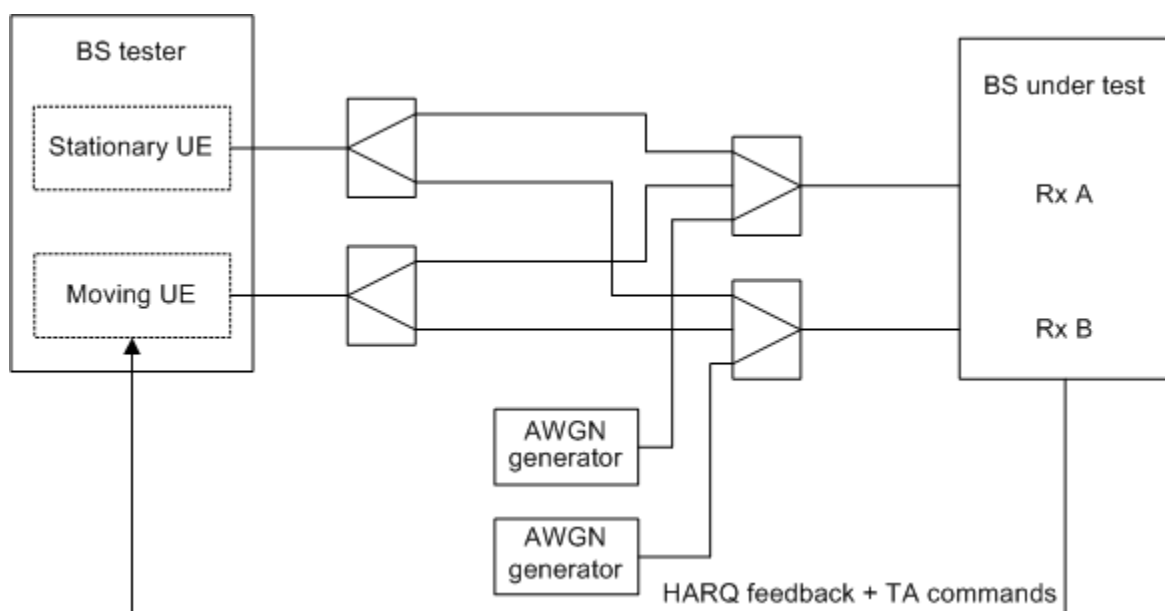 BS tester
Stationary UE
Moving UE
BS under test
Rx A
Rx B
AWGN
generator
AWGN
generator
HARQ feedback + TA commands